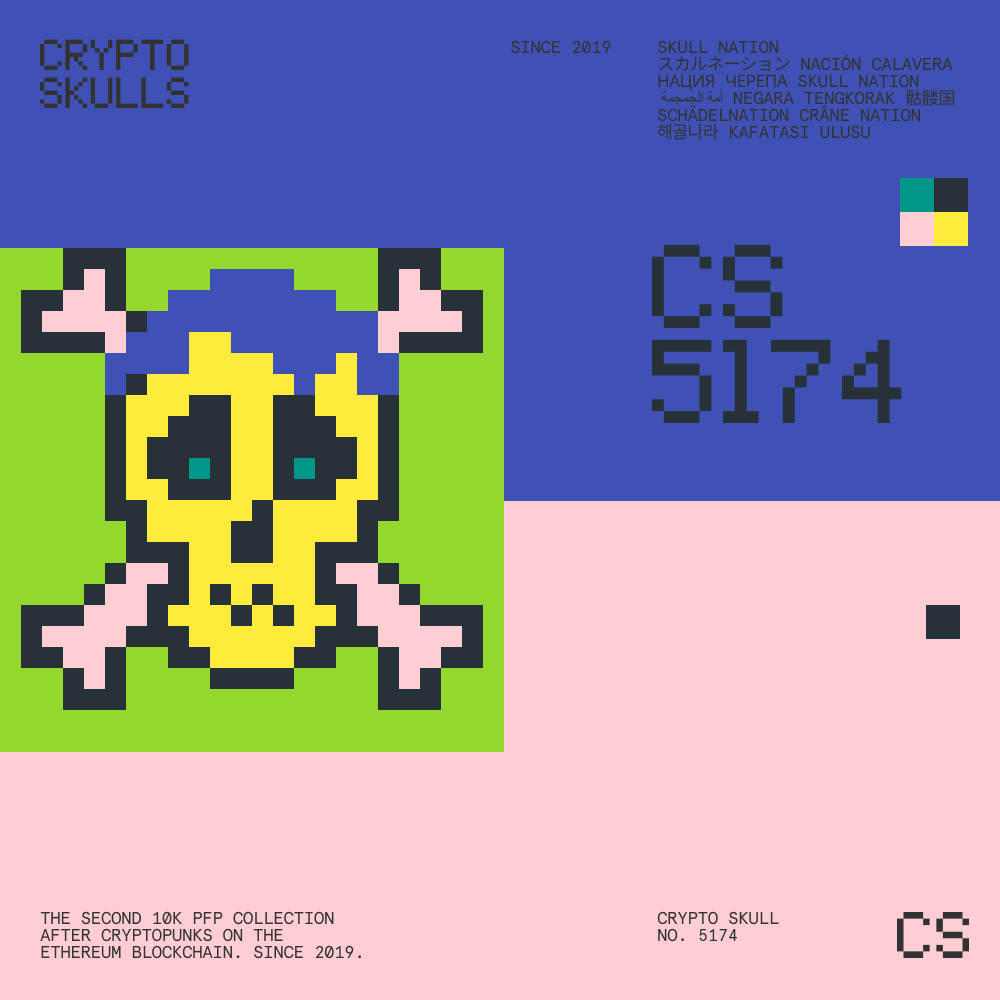 CRYPTO
SKULLS
SINCE 2019
SKULL NATION
スカルネーション NACIÓN CALAVERA
НАЦИЯ ЧЕРЕПА SKULL NATION
أمة الجمجمة NEGARA TENGKORAK 骷髅国
SCHÄDELNATION CRÂNE NATION
해골나라 KAFATASI ULUSU
CS
5174
THE SECOND 10K PFP COLLECTION
AFTER CRYPTOPUNKS ON THE
ETHEREUM BLOCKCHAIN. SINCE 2019.
CRYPTO SKULL
NO. 5174
CS